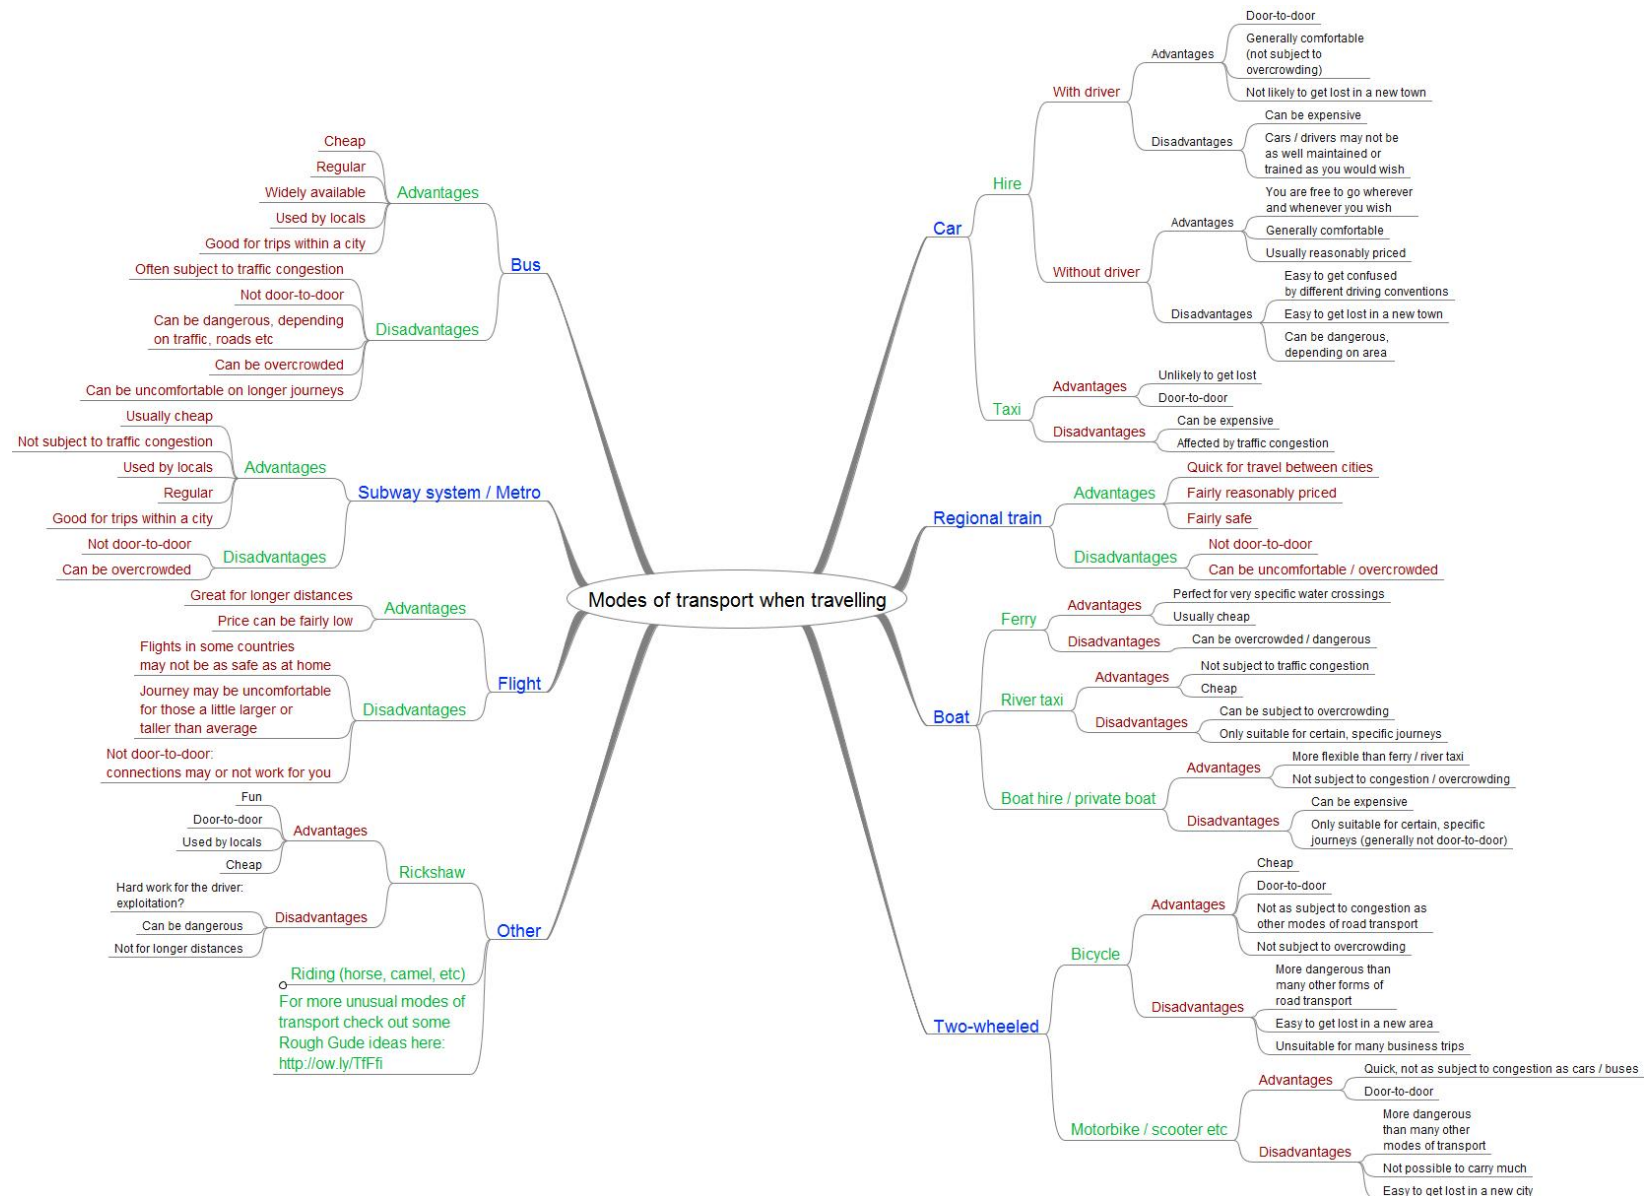 Modes of transport when travelling
Car
Hire
With driver
Advantages
Door-to-door
Generally comfortable
(not subject to
overcrowding)
Not likely to get lost in a new town
Disadvantages
Can be expensive
Cars / drivers may not be
as well maintained or
trained as you would wish
Without driver
Advantages
You are free to go wherever
and whenever you wish
Generally comfortable
Usually reasonably priced
Disadvantages
Easy to get confused
by different driving conventions
Easy to get lost in a new town
Can be dangerous,
depending on area
Taxi
Advantages
Unlikely to get lost
Door-to-door
Disadvantages
Can be expensive
Affected by traffic congestion
Regional train
Advantages
Quick for travel between cities
Fairly reasonably priced
Fairly safe
Disadvantages
Not door-to-door
Can be uncomfortable / overcrowded
Boat
Ferry
Advantages
Perfect for very specific water crossings
Usually cheap
Disadvantages
Can be overcrowded / dangerous
River taxi
Advantages
Not subject to traffic congestion
Cheap
Disadvantages
Can be subject to overcrowding
Only suitable for certain, specific journeys
Boat hire / private boat
Advantages
More flexible than ferry / river taxi
Not subject to congestion / overcrowding
Disadvantages
Can be expensive
Only suitable for certain, specific
journeys (generally not door-to-door)
Two-wheeled
Bicycle
Advantages
Cheap
Door-to-door
Not as subject to congestion as
other modes of road transport
Not subject to overcrowding
Disadvantages
More dangerous than
many other forms of
road transport
Easy to get lost in a new area
Unsuitable for many business trips
Motorbike / scooter etc
Advantages
Quick, not as subject to congestion as cars / buses
Door-to-door
Disadvantages
More dangerous
than many other
modes of transport
Not possible to carry much
Easy to get lost in a new city
Bus
Advantages
Cheap
Regular
Widely available
Used by locals
Good for trips within a city
Disadvantages
Often subject to traffic congestion
Not door-to-door
Can be dangerous, depending
on traffic, roads etc
Can be overcrowded
Can be uncomfortable on longer journeys
Subway system / Metro
Advantages
Usually cheap
Not subject to traffic congestion
Used by locals
Regular
Good for trips within a city
Disadvantages
Not door-to-door
Can be overcrowded
Flight
Advantages
Great for longer distances
Price can be fairly low
Disadvantages
Flights in some countries
may not be as safe as at home
Journey may be uncomfortable
for those a little larger or
taller than average
Not door-to-door:
connections may or not work for you
Other
Rickshaw
Advantages
Fun
Door-to-door
Used by locals
Cheap
Disadvantages
Hard work for the driver:
exploitation?
Can be dangerous
Not for longer distances
Riding (horse, camel, etc)
For more unusual modes of
transport check out some
Rough Gude ideas here:
http://ow.ly/TfFfi